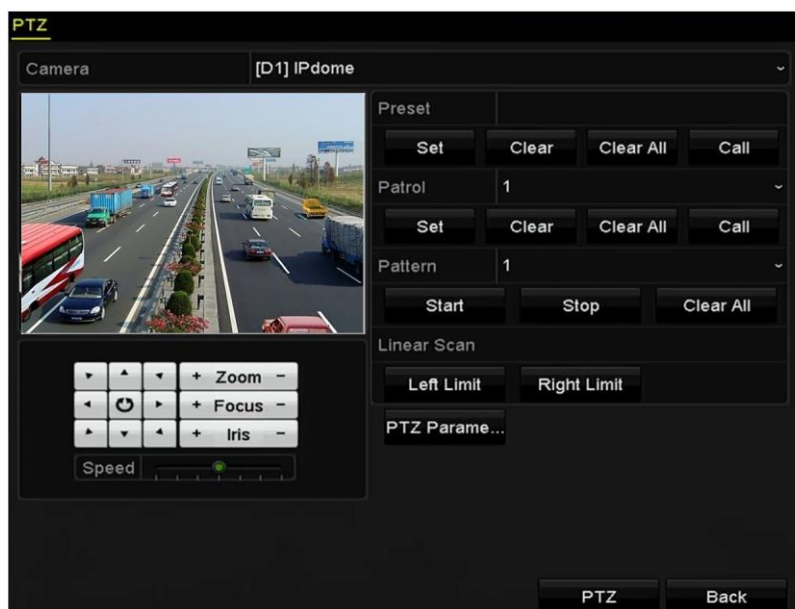 PTZ
Camera [D1] IPdome
Preset
Set Clear Clear All Call
Patrol 1
Set Clear Clear All Call
Pattern 1
Start Stop Clear All
Linear Scan
Left Limit Right Limit
PTZ Parame...
+ Zoom -
+ Focus -
+ Iris -
Speed
PTZ Back